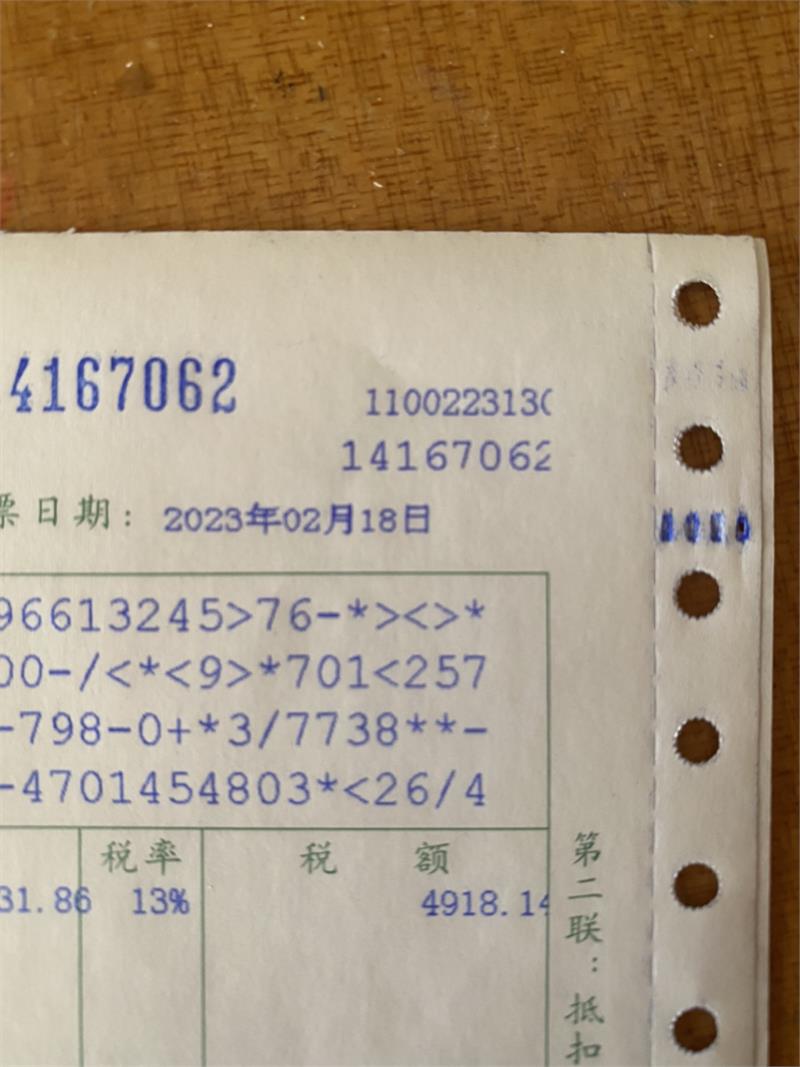 4167062
1100223130
14167062
票日期: 2023年02月18日
96613245>76-*><>*
00-/<*<9>*701<257
-798-0+*3/7738**-
-4701454803*<26/4
税率 税 额
31.86 13% 4918.14
第二联:抵扣